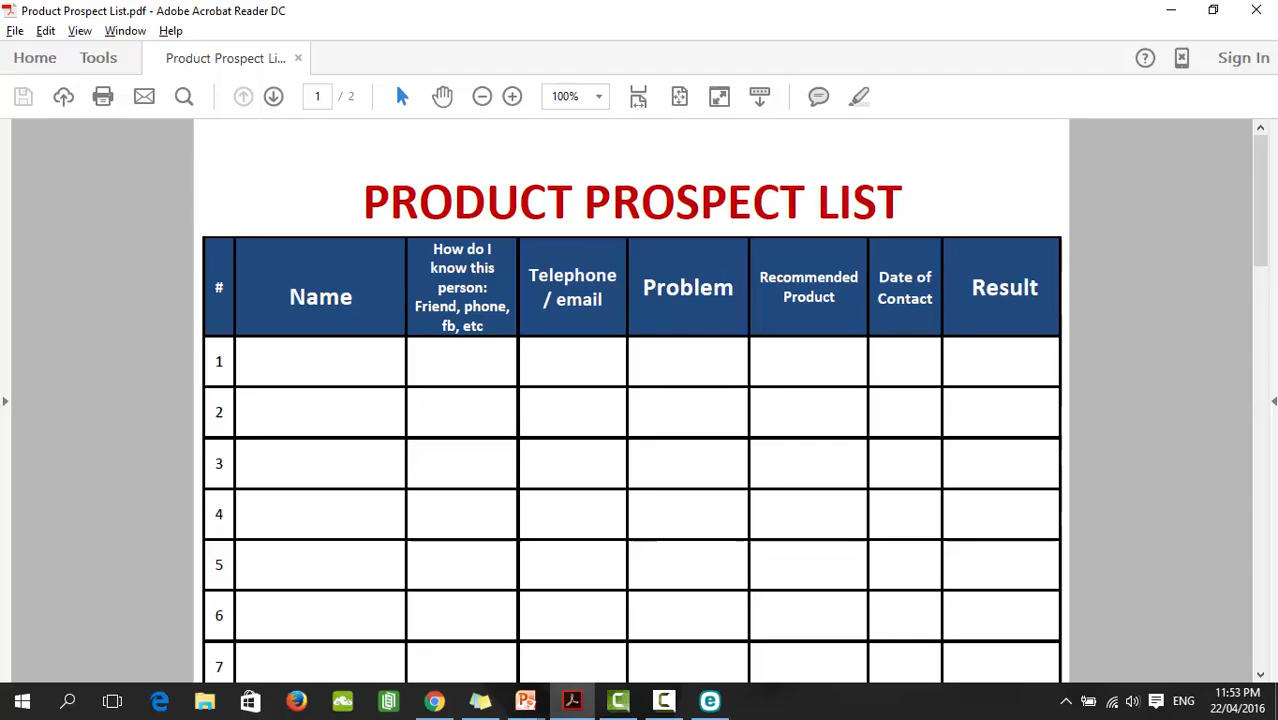 Product Prospect List.pdf - Adobe Acrobat Reader DC
File Edit View Window Help
Home Tools Product Prospect Li... × Sign In
1 / 2 100%
PRODUCT PROSPECT LIST
# Name How do I know this person: Friend, phone, fb, etc Telephone / email Problem Recommended Product Date of Contact Result
1
2
3
4
5
6
7
ENG 11:53 PM
22/04/2016